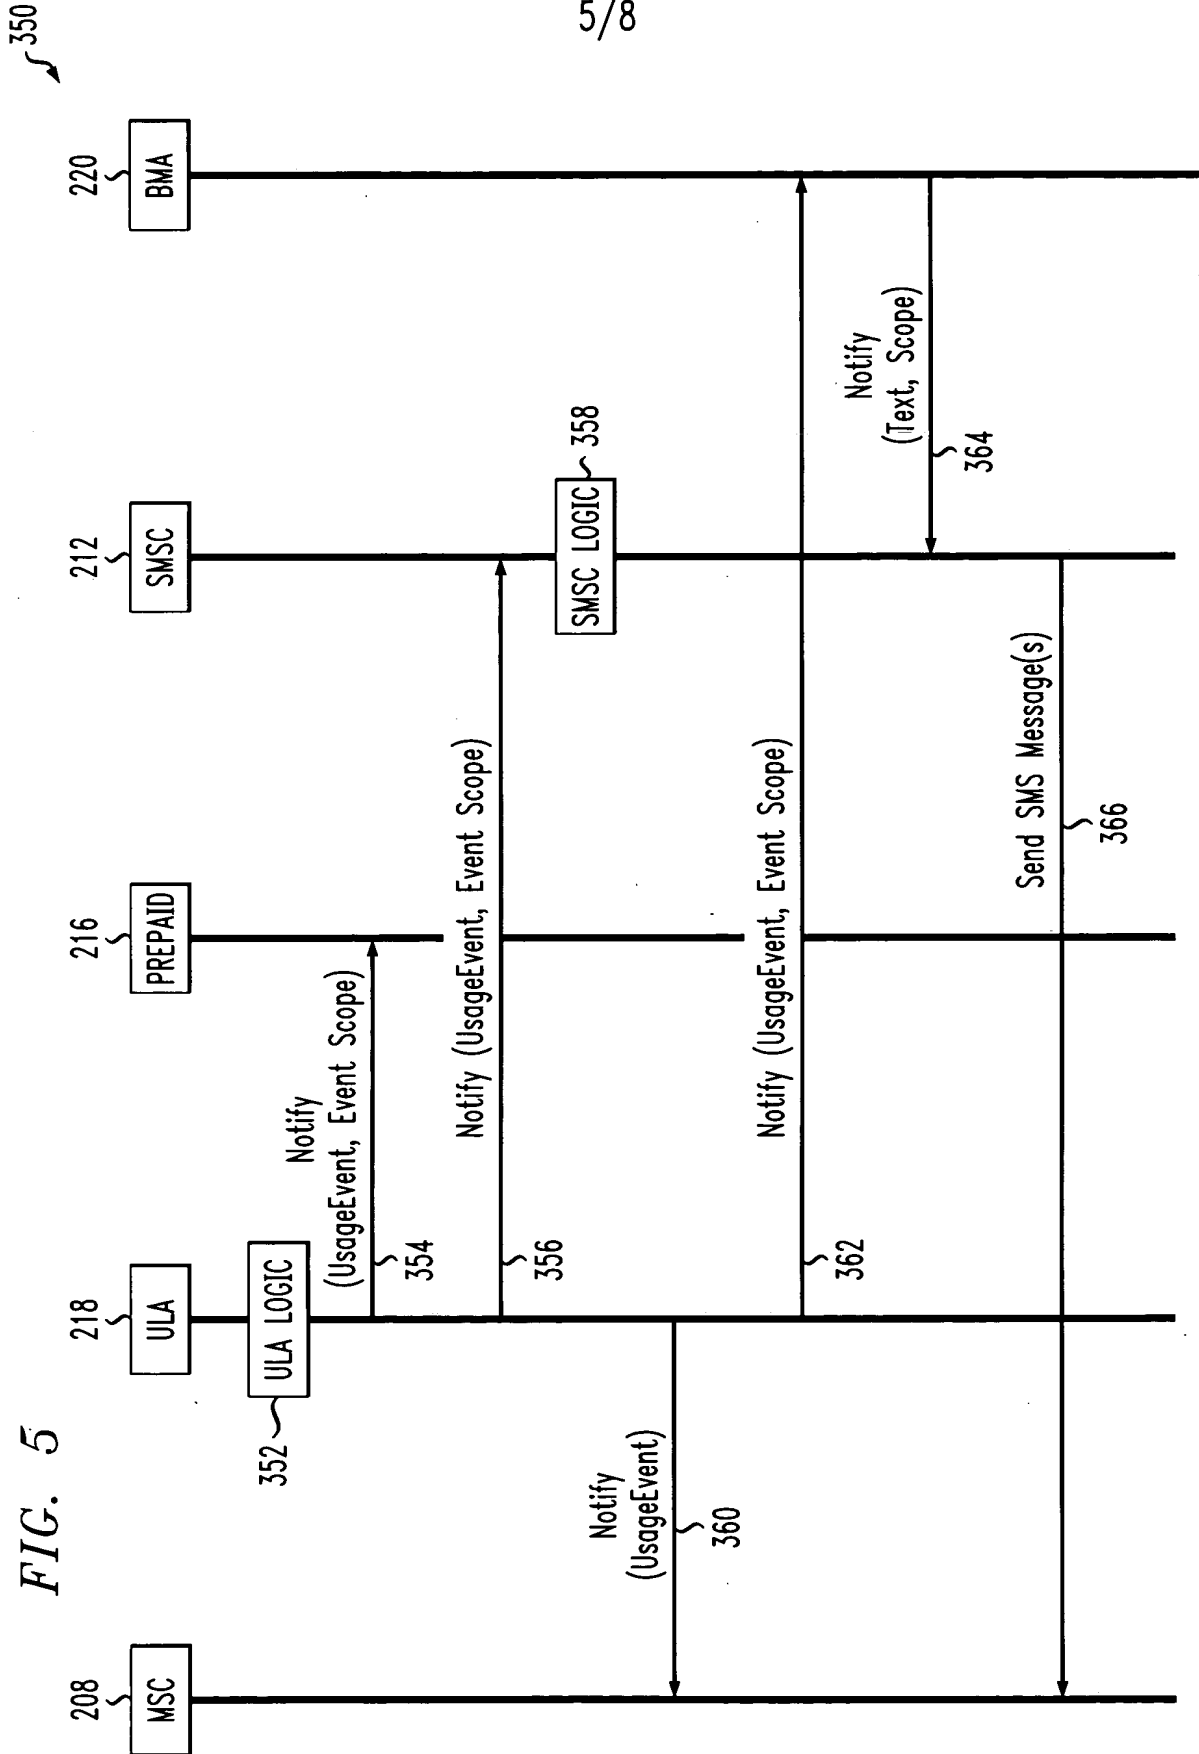 5/8
FIG. 5
350
208
MSC
218
ULA
216
PREPAID
212
SMSC
220
BMA
352
ULA LOGIC
Notify
(UsageEvent, Event Scope)
354
Notify (UsageEvent, Event Scope)
356
SMSC LOGIC
358
Notify
(UsageEvent)
360
Notify (UsageEvent, Event Scope)
362
Notify
(Text, Scope)
364
Send SMS Message(s)
366